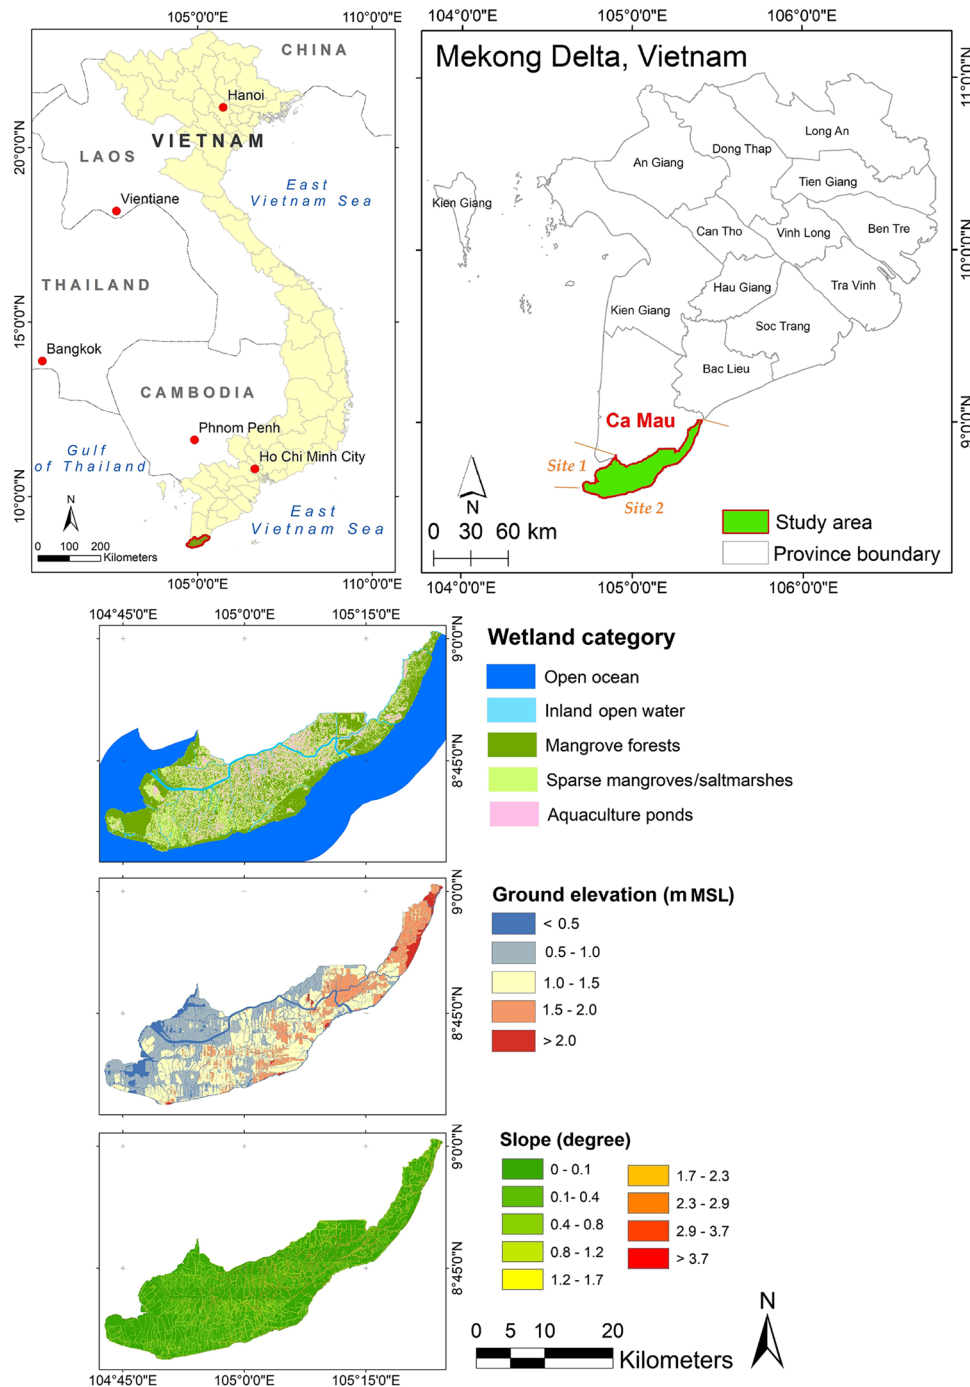 105°0'0"E
110°0'0"E
CHINA
Hanoi
VIETNAM
LAOS
East
Vietnam Sea
Vientiane
THAILAND
Bangkok
CAMBODIA
Phnom Penh
Gulf
of Thailand
Ho Chi Minh City
East
Vietnam Sea
N
0 100 200
Kilometers
20°0'0"N
15°0'0"N
10°0'0"N
105°0'0"E
110°0'0"E
104°0'0"E
105°0'0"E
106°0'0"E
Mekong Delta, Vietnam
11°0'0"N
10°0'0"N
9°0'0"N
Long An
Dong Thap
An Giang
Tien Giang
Kien Giang
Can Tho
Vinh Long
Ben Tre
Hau Giang
Tra Vinh
Kien Giang
Soc Trang
Bac Lieu
Ca Mau
Site 1
Site 2
N
0 30 60 km
Study area
Province boundary
104°0'0"E
105°0'0"E
106°0'0"E
104°45'0"E
105°0'0"E
105°15'0"E
9°0'0"N
8°45'0"N
Wetland category
Open ocean
Inland open water
Mangrove forests
Sparse mangroves/saltmarshes
Aquaculture ponds
9°0'0"N
8°45'0"N
Ground elevation (m MSL)
< 0.5
0.5 - 1.0
1.0 - 1.5
1.5 - 2.0
> 2.0
9°0'0"N
8°45'0"N
Slope (degree)
0 - 0.1
0.1- 0.4
0.4 - 0.8
0.8 - 1.2
1.2 - 1.7
1.7 - 2.3
2.3 - 2.9
2.9 - 3.7
> 3.7
0 5 10 20
Kilometers
N
104°45'0"E
105°0'0"E
105°15'0"E